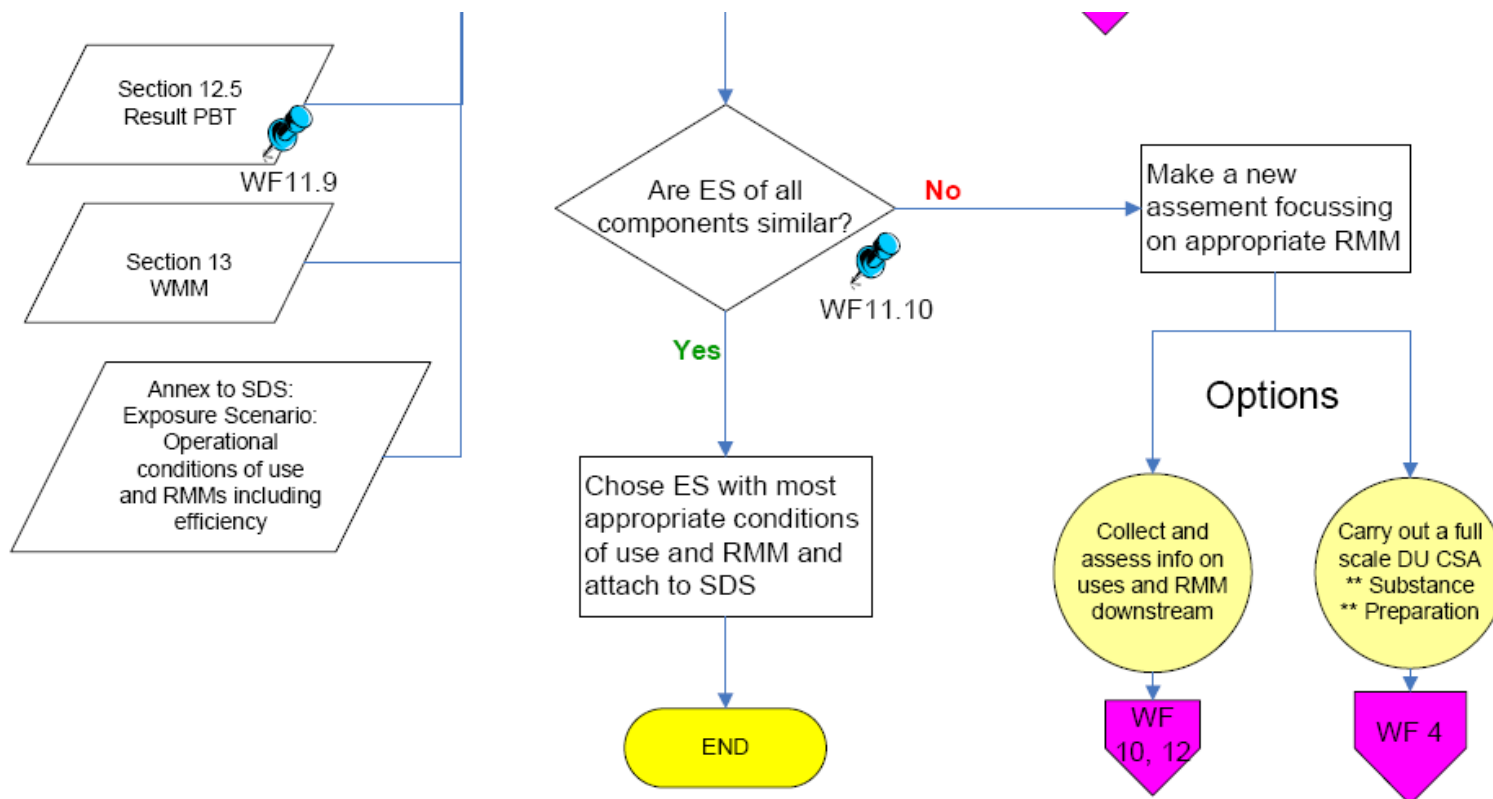 Section 12.5
Result PBT
WF11.9
Section 13
WMM
Annex to SDS:
Exposure Scenario:
Operational
conditions of use
and RMMs including
efficiency
Are ES of all
components similar?
No
WF11.10
Yes
Chose ES with most
appropriate conditions
of use and RMM and
attach to SDS
END
Make a new
assement focussing
on appropriate RMM
Options
Collect and
assess info on
uses and RMM
downstream
WF
10, 12
Carry out a full
scale DU CSA
** Substance
** Preparation
WF 4